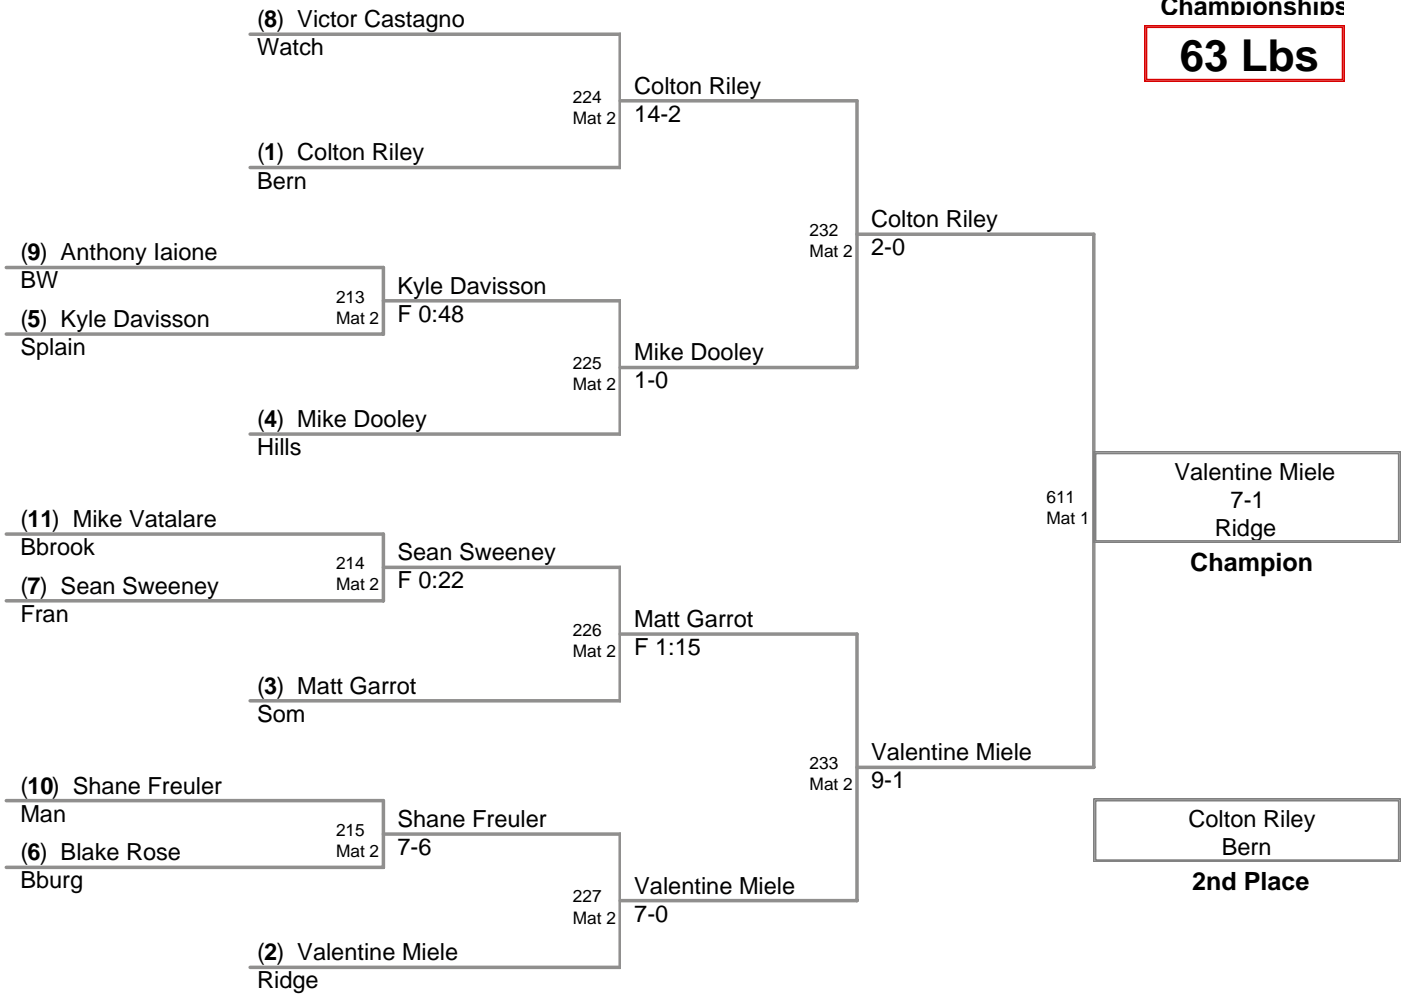 Championships
63 Lbs
(8) Victor Castagno
Watch
224
Mat 2
Colton Riley
14-2
(1) Colton Riley
Bern
232
Mat 2
Colton Riley
2-0
(9) Anthony Iaione
BW
213
Mat 2
Kyle Davisson
F 0:48
(5) Kyle Davisson
Splain
225
Mat 2
Mike Dooley
1-0
(4) Mike Dooley
Hills
611
Mat 1
Valentine Miele
7-1
Ridge
Champion
(11) Mike Vatalare
Bbrook
214
Mat 2
Sean Sweeney
F 0:22
(7) Sean Sweeney
Fran
226
Mat 2
Matt Garrot
F 1:15
(3) Matt Garrot
Som
233
Mat 2
Valentine Miele
9-1
(10) Shane Freuler
Man
215
Mat 2
Shane Freuler
7-6
(6) Blake Rose
Bburg
227
Mat 2
Valentine Miele
7-0
(2) Valentine Miele
Ridge
Colton Riley
Bern
2nd Place